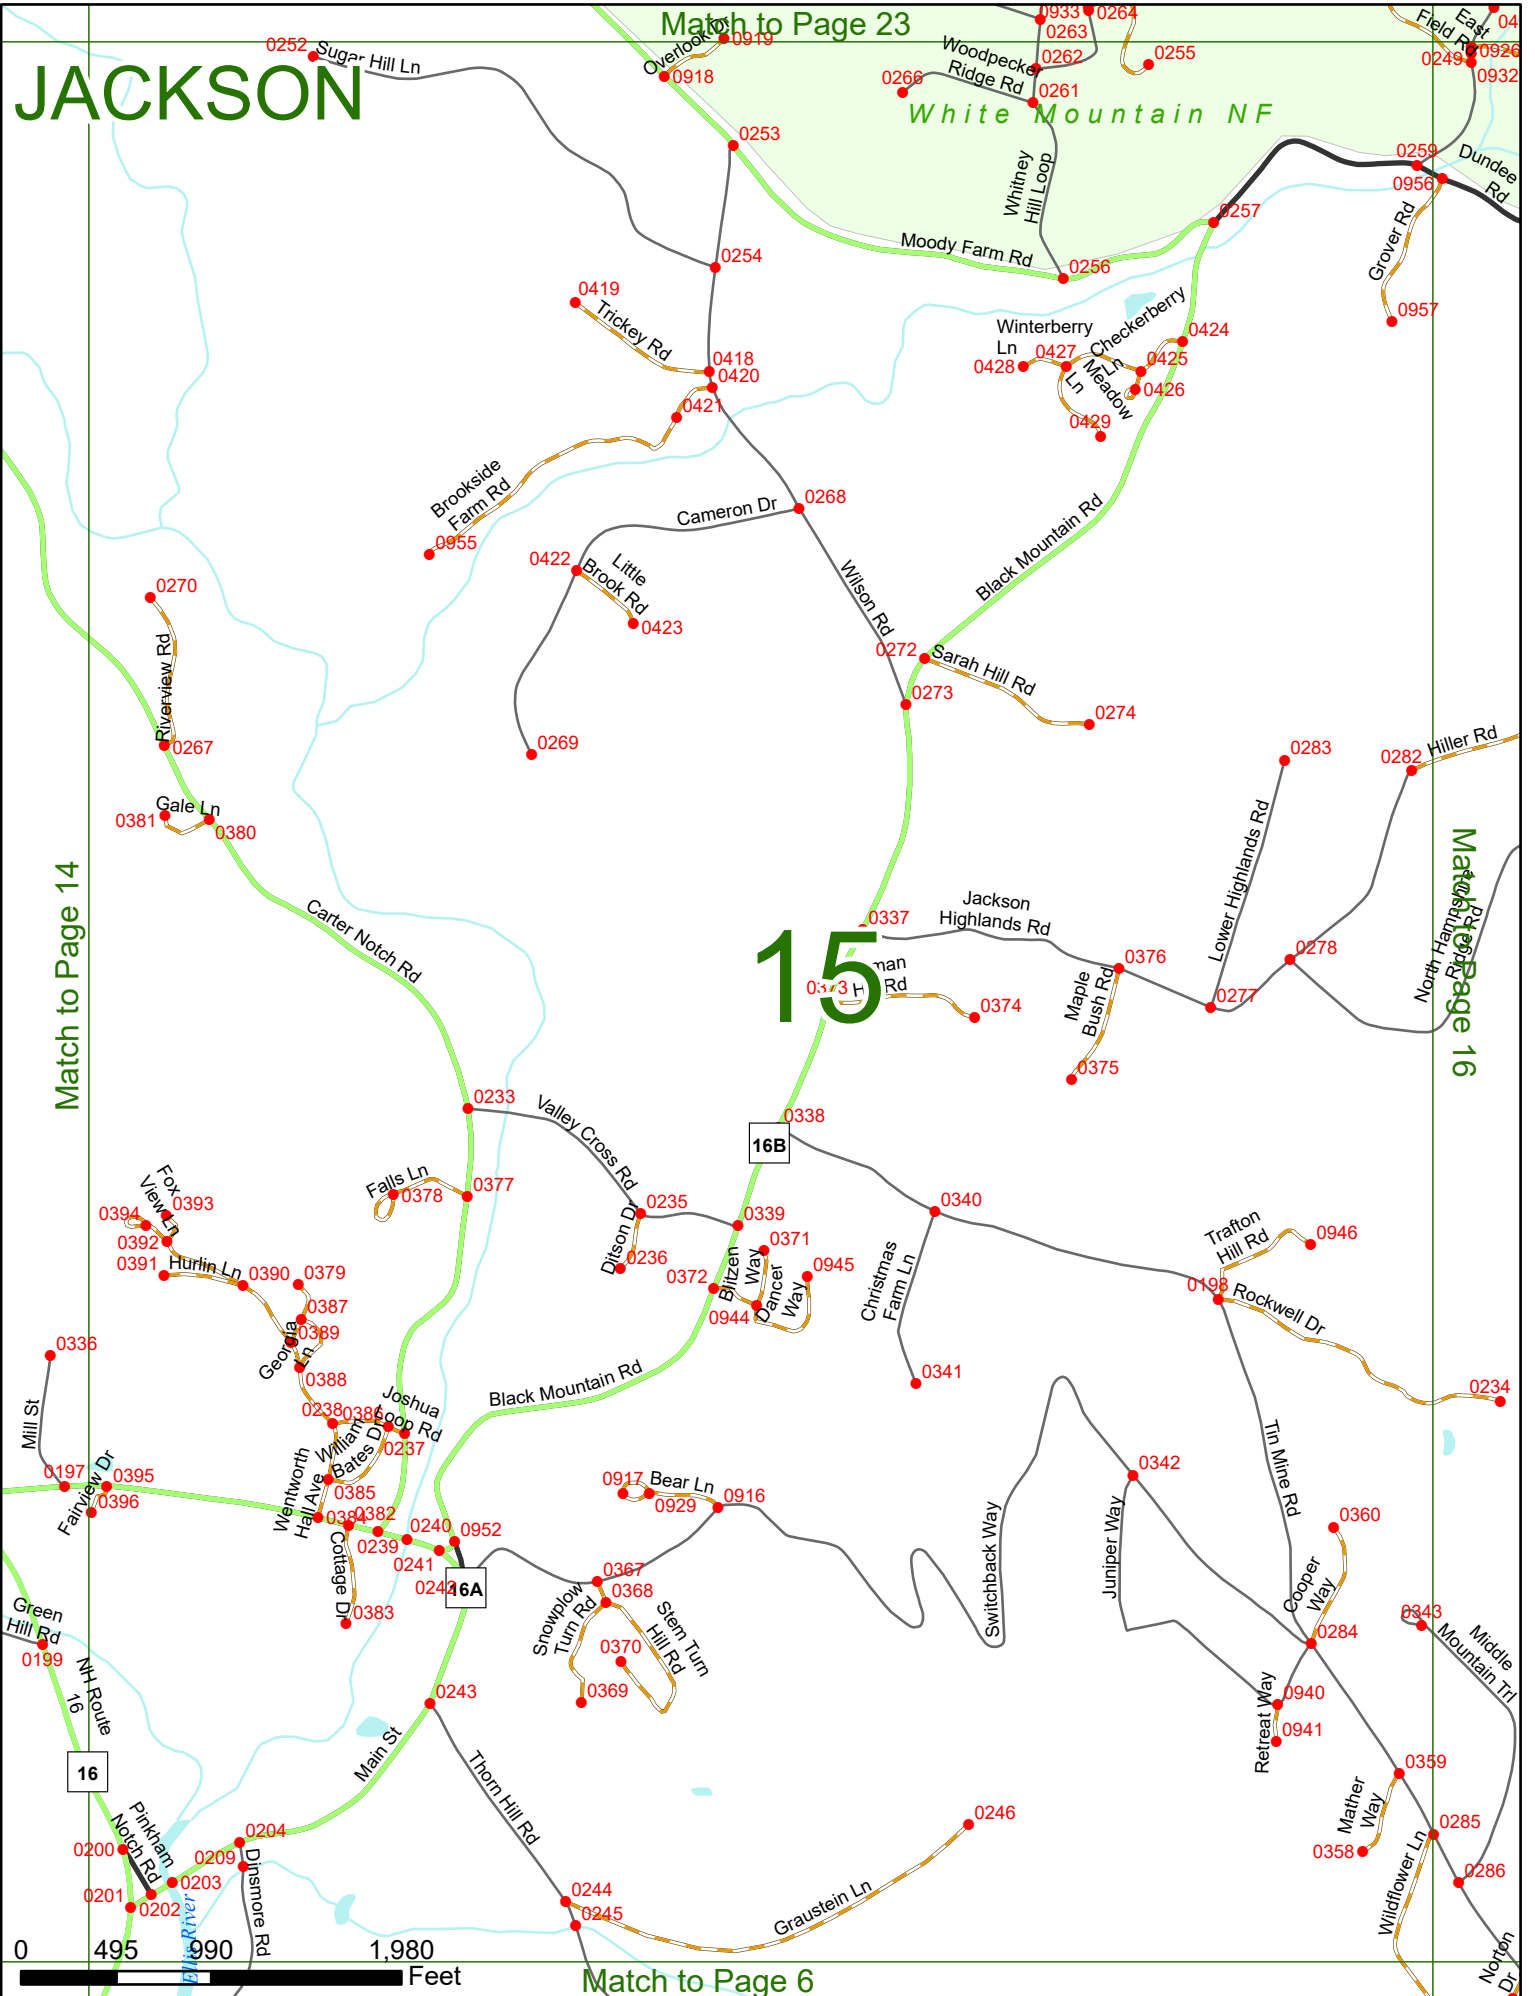 Match to Page 23
JACKSON
0252
Sugar Hill Ln
Overlook Dr
0919
0918
0933
0264
0263
0262
Woodpecker
Ridge Rd
0266
0261
0255
White Mountain NF
East
Field Rd
04
0926
0249
0932
0253
Whitney
Hill Loop
0259
0956
Dundee
Rd
0257
Grover Rd
0957
0254
Moody Farm Rd
0256
0419
Trickey Rd
0418
0420
0421
Winterberry
Ln
Checkerberry
Ln
0424
0428
0427
0425
Meadow
Ln
0426
0429
Brookside
Farm Rd
0955
0268
Cameron Dr
0422
Little
Brook Rd
0423
Wilson Rd
Black Mountain Rd
0270
Riverview Rd
0267
0272
Sarah Hill Rd
0273
0274
0269
0283
0282
Hiller Rd
Gale Ln
0381
0380
Match to Page 14
Match to Page 16
Carter Notch Rd
Lower Highlands Rd
North Hampshire
Ridge Rd
0337
Jackson
Highlands Rd
15
man
Rd
0373
0374
0376
Maple
Bush Rd
0375
0277
0278
0233
Valley Cross Rd
0338
16B
Falls Ln
0378
0377
Fox
View Ln
0393
0394
0392
0391
Hurlin Ln
0390
0379
0387
0389
Georgia
Ln
0388
0235
Ditson Dr
0236
0339
0371
Blitzen
Way
0372
0944
Dancer
Way
0945
0340
Christmas
Farm Ln
0341
Trafton
Hill Rd
0946
0198
Rockwell Dr
0234
0336
Mill St
Black Mountain Rd
Joshua
Loop Rd
0238
0386
0237
William
Bates Dr
0385
Wentworth
Hall Ave
0197
0395
Fairview Dr
0396
0384
0382
0239
0240
0952
0241
0242
16A
Cottage Dr
0383
0917
Bear Ln
0929
0916
0367
0368
Snowplow
Turn Rd
Stem Turn
Hill Rd
0370
0369
Switchback Way
0342
Juniper Way
Tin Mine Rd
0360
Cooper
Way
0284
0343
Middle
Mountain Trl
0940
Retreat Way
0941
Green
Hill Rd
0199
NH Route
16
16
0243
Main St
Thorn Hill Rd
0359
Mather
Way
0358
0285
Wildflower Ln
0286
Norton
Dr
0246
Graustein Ln
0244
0245
Pinkham
Notch Rd
0200
0204
0209
0203
0201
0202
Dinsmore Rd
Ellis River
0 495 990 1,980
Feet
Match to Page 6